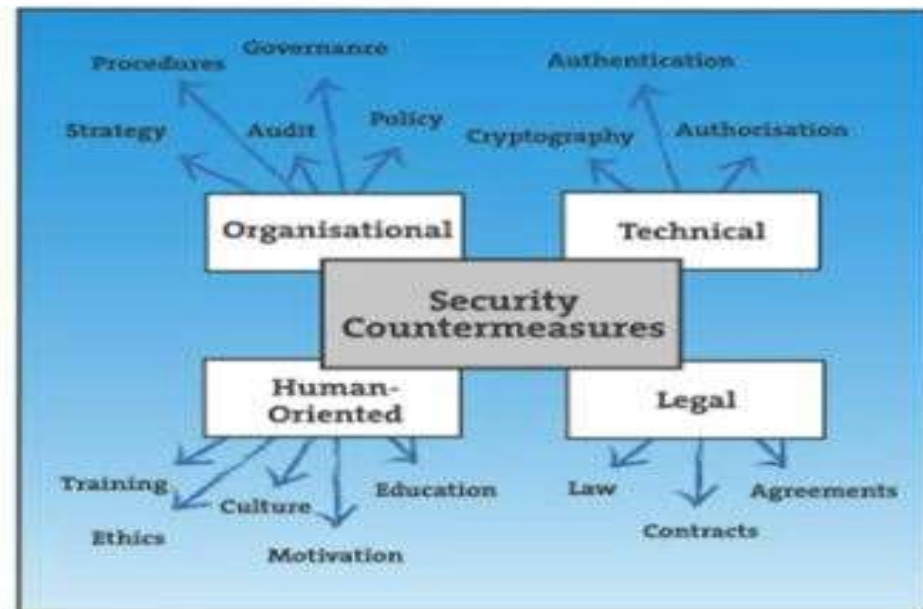 Governance
Procedures
Strategy
Audit
Policy
Authentication
Cryptography
Authorisation
Organisational
Technical
Security
Countermeasures
Human-
Oriented
Legal
Training
Culture
Education
Ethics
Motivation
Law
Agreements
Contracts